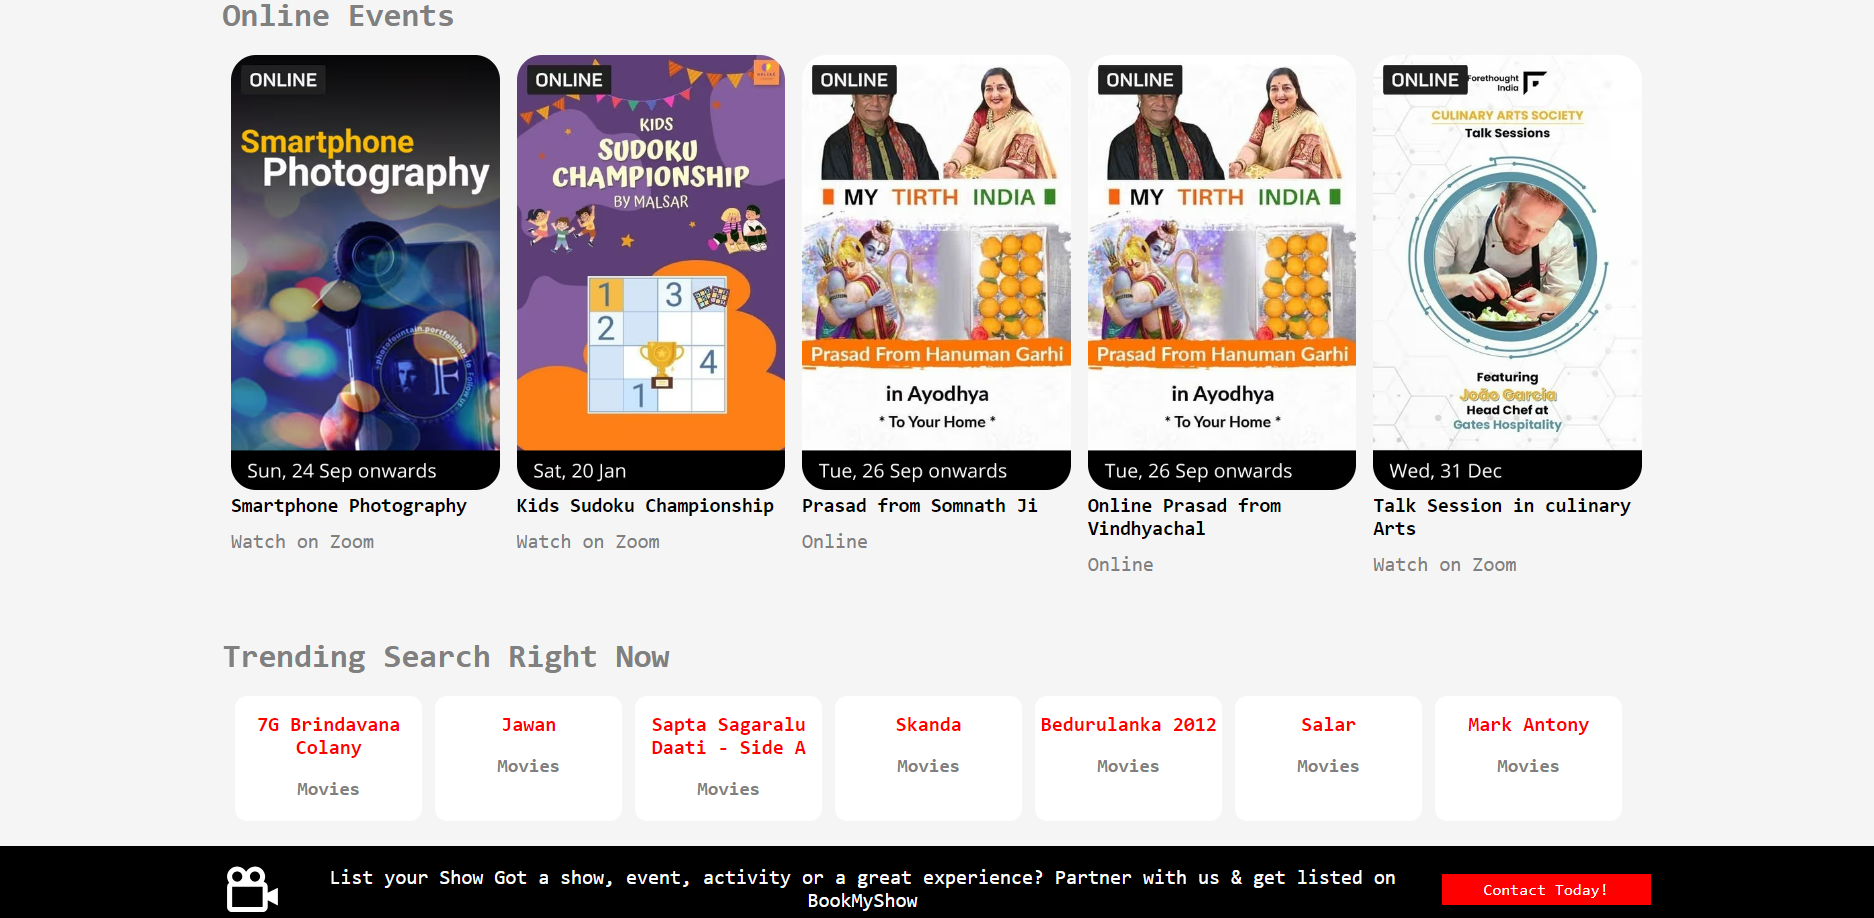 Online Events
ONLINE
Smartphone
Photography
photofountain.portfoliobox.io Follow us
F
Sun, 24 Sep onwards
Smartphone Photography
Watch on Zoom
ONLINE
KIDS
SUDOKU
CHAMPIONSHIP
BY MALSAR
1 3
2
4
1
Sat, 20 Jan
Kids Sudoku Championship
Watch on Zoom
ONLINE
MY TIRTH INDIA
Prasad From Hanuman Garhi
in Ayodhya
* To Your Home *
Tue, 26 Sep onwards
Prasad from Somnath Ji
Online
ONLINE
MY TIRTH INDIA
Prasad From Hanuman Garhi
in Ayodhya
* To Your Home *
Tue, 26 Sep onwards
Online Prasad from
Vindhyachal
Online
ONLINE
Forethought
India
CULINARY ARTS SOCIETY
Talk Sessions
Featuring
João Garcia
Head Chef at
Gates Hospitality
Wed, 31 Dec
Talk Session in culinary
Arts
Watch on Zoom
Trending Search Right Now
7G Brindavana
Colany
Movies
Jawan
Movies
Sapta Sagaralu
Daati - Side A
Movies
Skanda
Movies
Bedurulanka 2012
Movies
Salar
Movies
Mark Antony
Movies
List your Show Got a show, event, activity or a great experience? Partner with us & get listed on
BookMyShow
Contact Today!